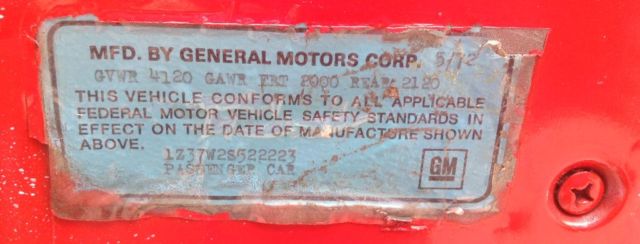 MFD. BY GENERAL MOTORS CORP. 5/72
GVWR 4120 GAWR FRT 2000 REAR 2120
THIS VEHICLE CONFORMS TO ALL APPLICABLE
FEDERAL MOTOR VEHICLE SAFETY STANDARDS IN
EFFECT ON THE DATE OF MANUFACTURE SHOWN
ABOVE.
1Z37W2S522223
PASSENGER CAR
GM